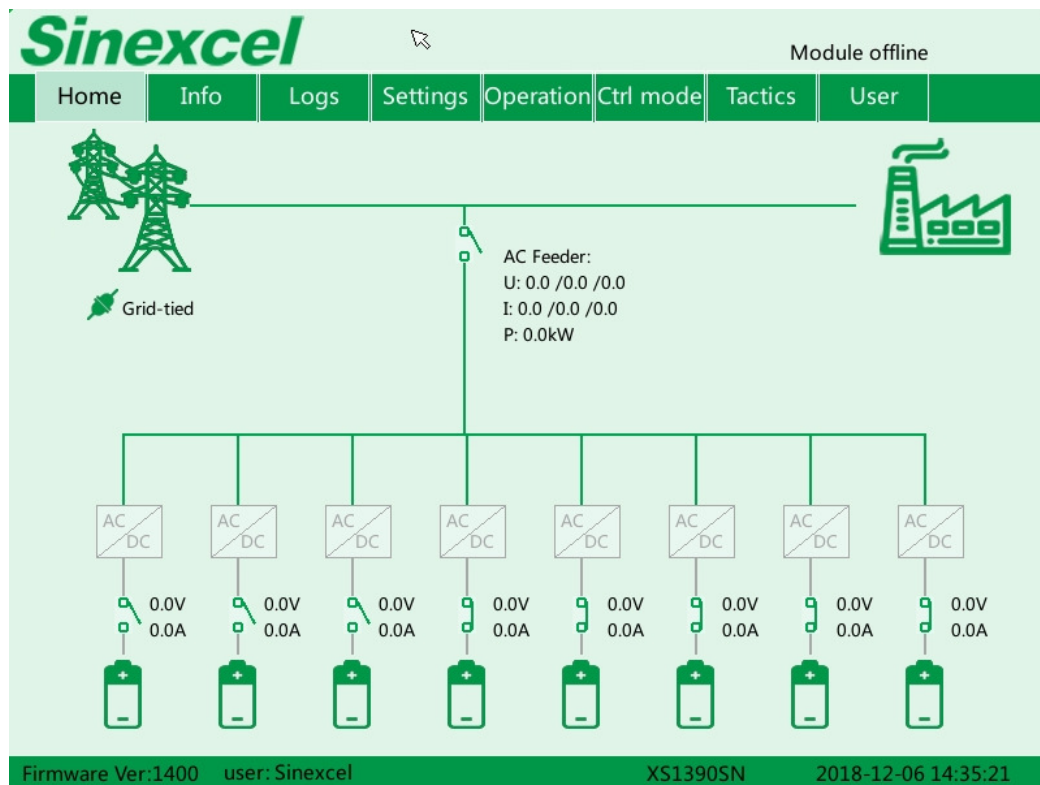 Sinexcel
Module offline
Home Info Logs Settings Operation Ctrl mode Tactics User
AC Feeder:
U: 0.0 /0.0 /0.0
I: 0.0 /0.0 /0.0
P: 0.0kW
Grid-tied
AC AC AC AC AC AC AC AC
DC DC DC DC DC DC DC DC
0.0V 0.0V 0.0V 0.0V 0.0V 0.0V 0.0V 0.0V
0.0A 0.0A 0.0A 0.0A 0.0A 0.0A 0.0A 0.0A
Firmware Ver:1400 user: Sinexcel XS1390SN 2018-12-06 14:35:21